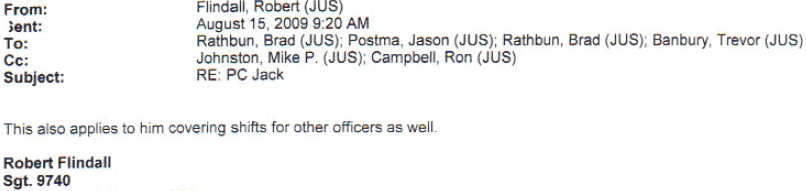 From: Flindall, Robert (JUS)
Sent: August 15, 2009 9:20 AM
To: Rathbun, Brad (JUS); Postma, Jason (JUS); Rathbun, Brad (JUS); Banbury, Trevor (JUS)
Cc: Johnston, Mike P. (JUS); Campbell, Ron (JUS)
Subject: RE: PC Jack
This also applies to him covering shifts for other officers as well.
Robert Flindall
Sgt. 9740